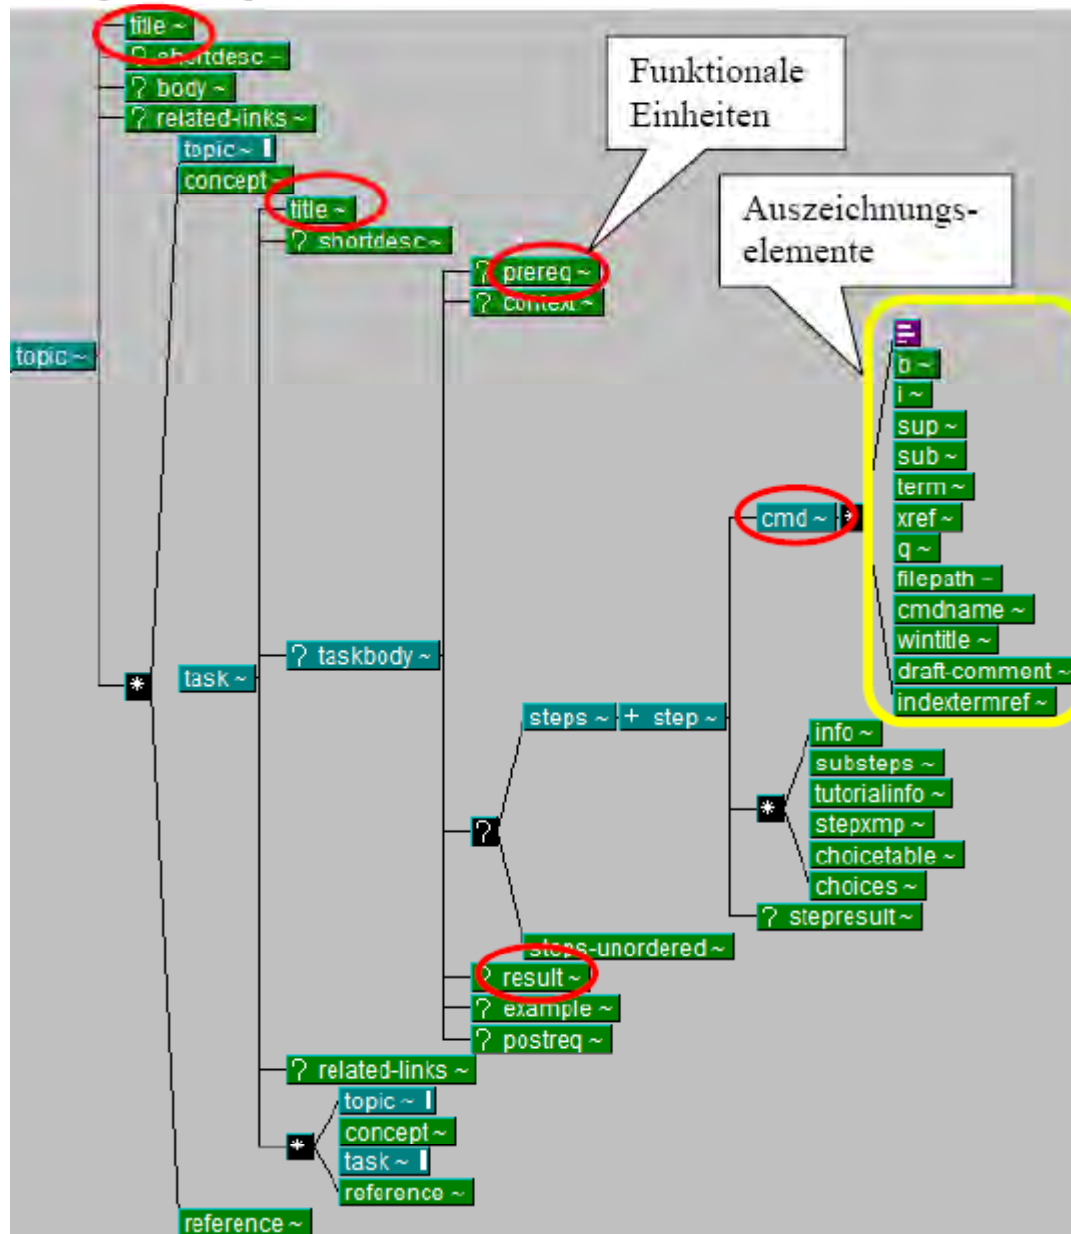 title ~
? shortdesc ~
? body ~
? related-links ~
topic ~
concept ~
title ~
? shortdesc ~
Funktionale
Einheiten
Auszeichnungs-
elemente
? prereq ~
? context ~
topic ~
b ~
i ~
sup ~
sub ~
term ~
cmd ~ *
xref ~
q ~
filepath ~
cmdname ~
wintitle ~
draft-comment ~
indextermref ~
* task ~
? taskbody ~
steps ~ + step ~
info ~
substeps ~
* tutorialinfo ~
stepxmp ~
choicetable ~
choices ~
? stepresult ~
?
steps-unordered ~
? result ~
? example ~
? postreq ~
? related-links ~
topic ~
* concept ~
task ~
reference ~
reference ~